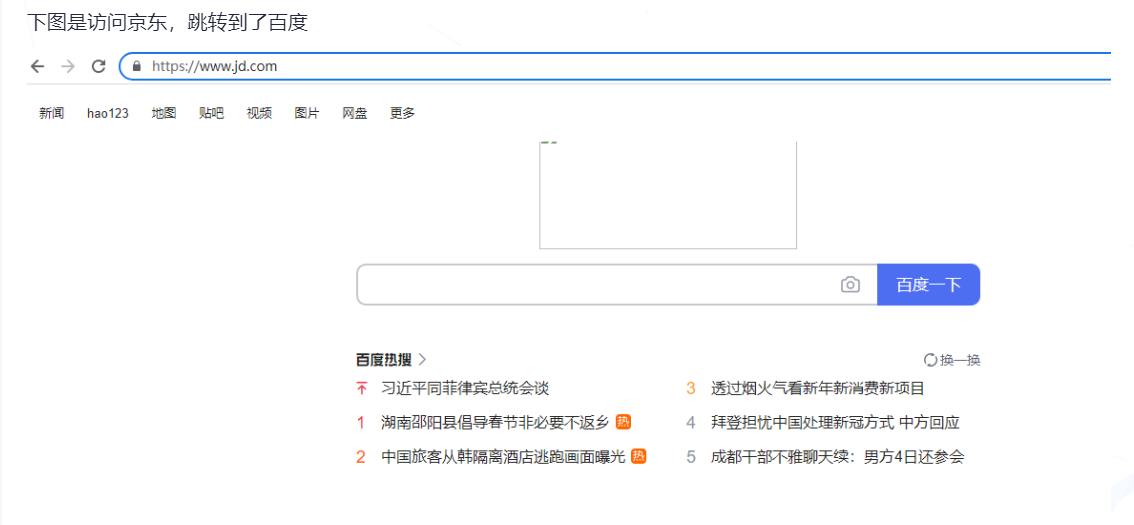 下图是访问京东，跳转到了百度
https://www.jd.com
新闻 hao123 地图 贴吧 视频 图片 网盘 更多
百度一下
百度热搜 换一换
习近平同菲律宾总统会谈
1 湖南邵阳县倡导春节非必要不返乡 热
2 中国旅客从韩隔离酒店逃跑画面曝光 热
3 透过烟火气看新年新消费新项目
4 拜登担忧中国处理新冠方式 中方回应
5 成都干部不雅聊天续：男方4日还参会